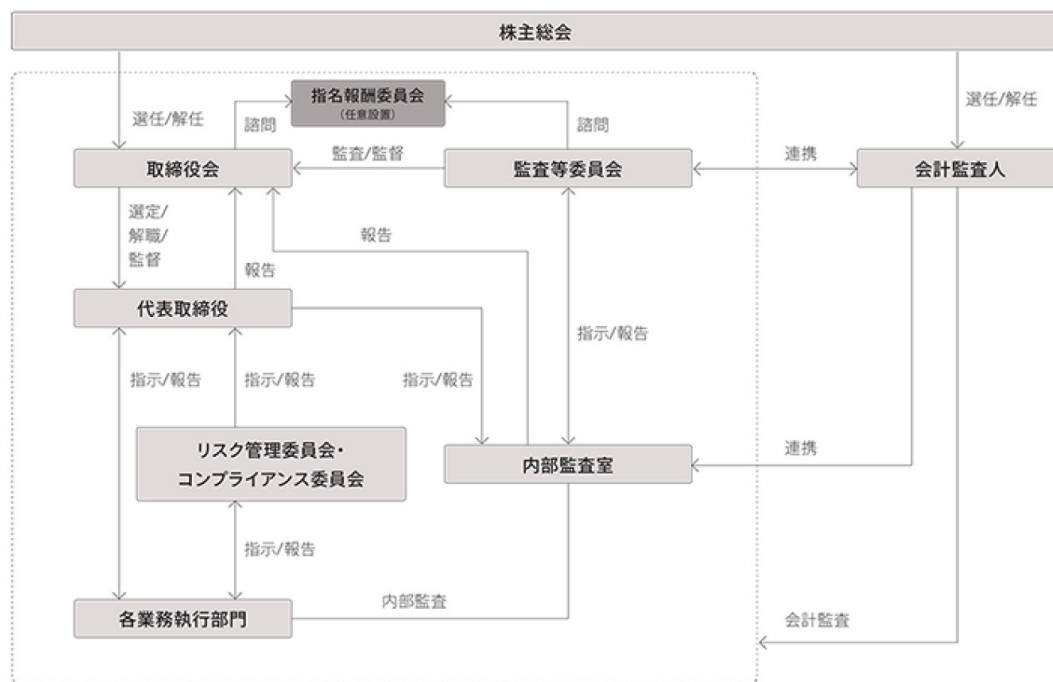 株主総会
指名報酬委員会
(任意設置)
選任/解任
諮問
諮問
選任/解任
取締役会
監査/監督
監査等委員会
連携
会計監査人
選定/
解職/
監督
報告
報告
代表取締役
指示/報告
指示/報告
指示/報告
指示/報告
リスク管理委員会・
コンプライアンス委員会
内部監査室
連携
指示/報告
各業務執行部門
内部監査
会計監査